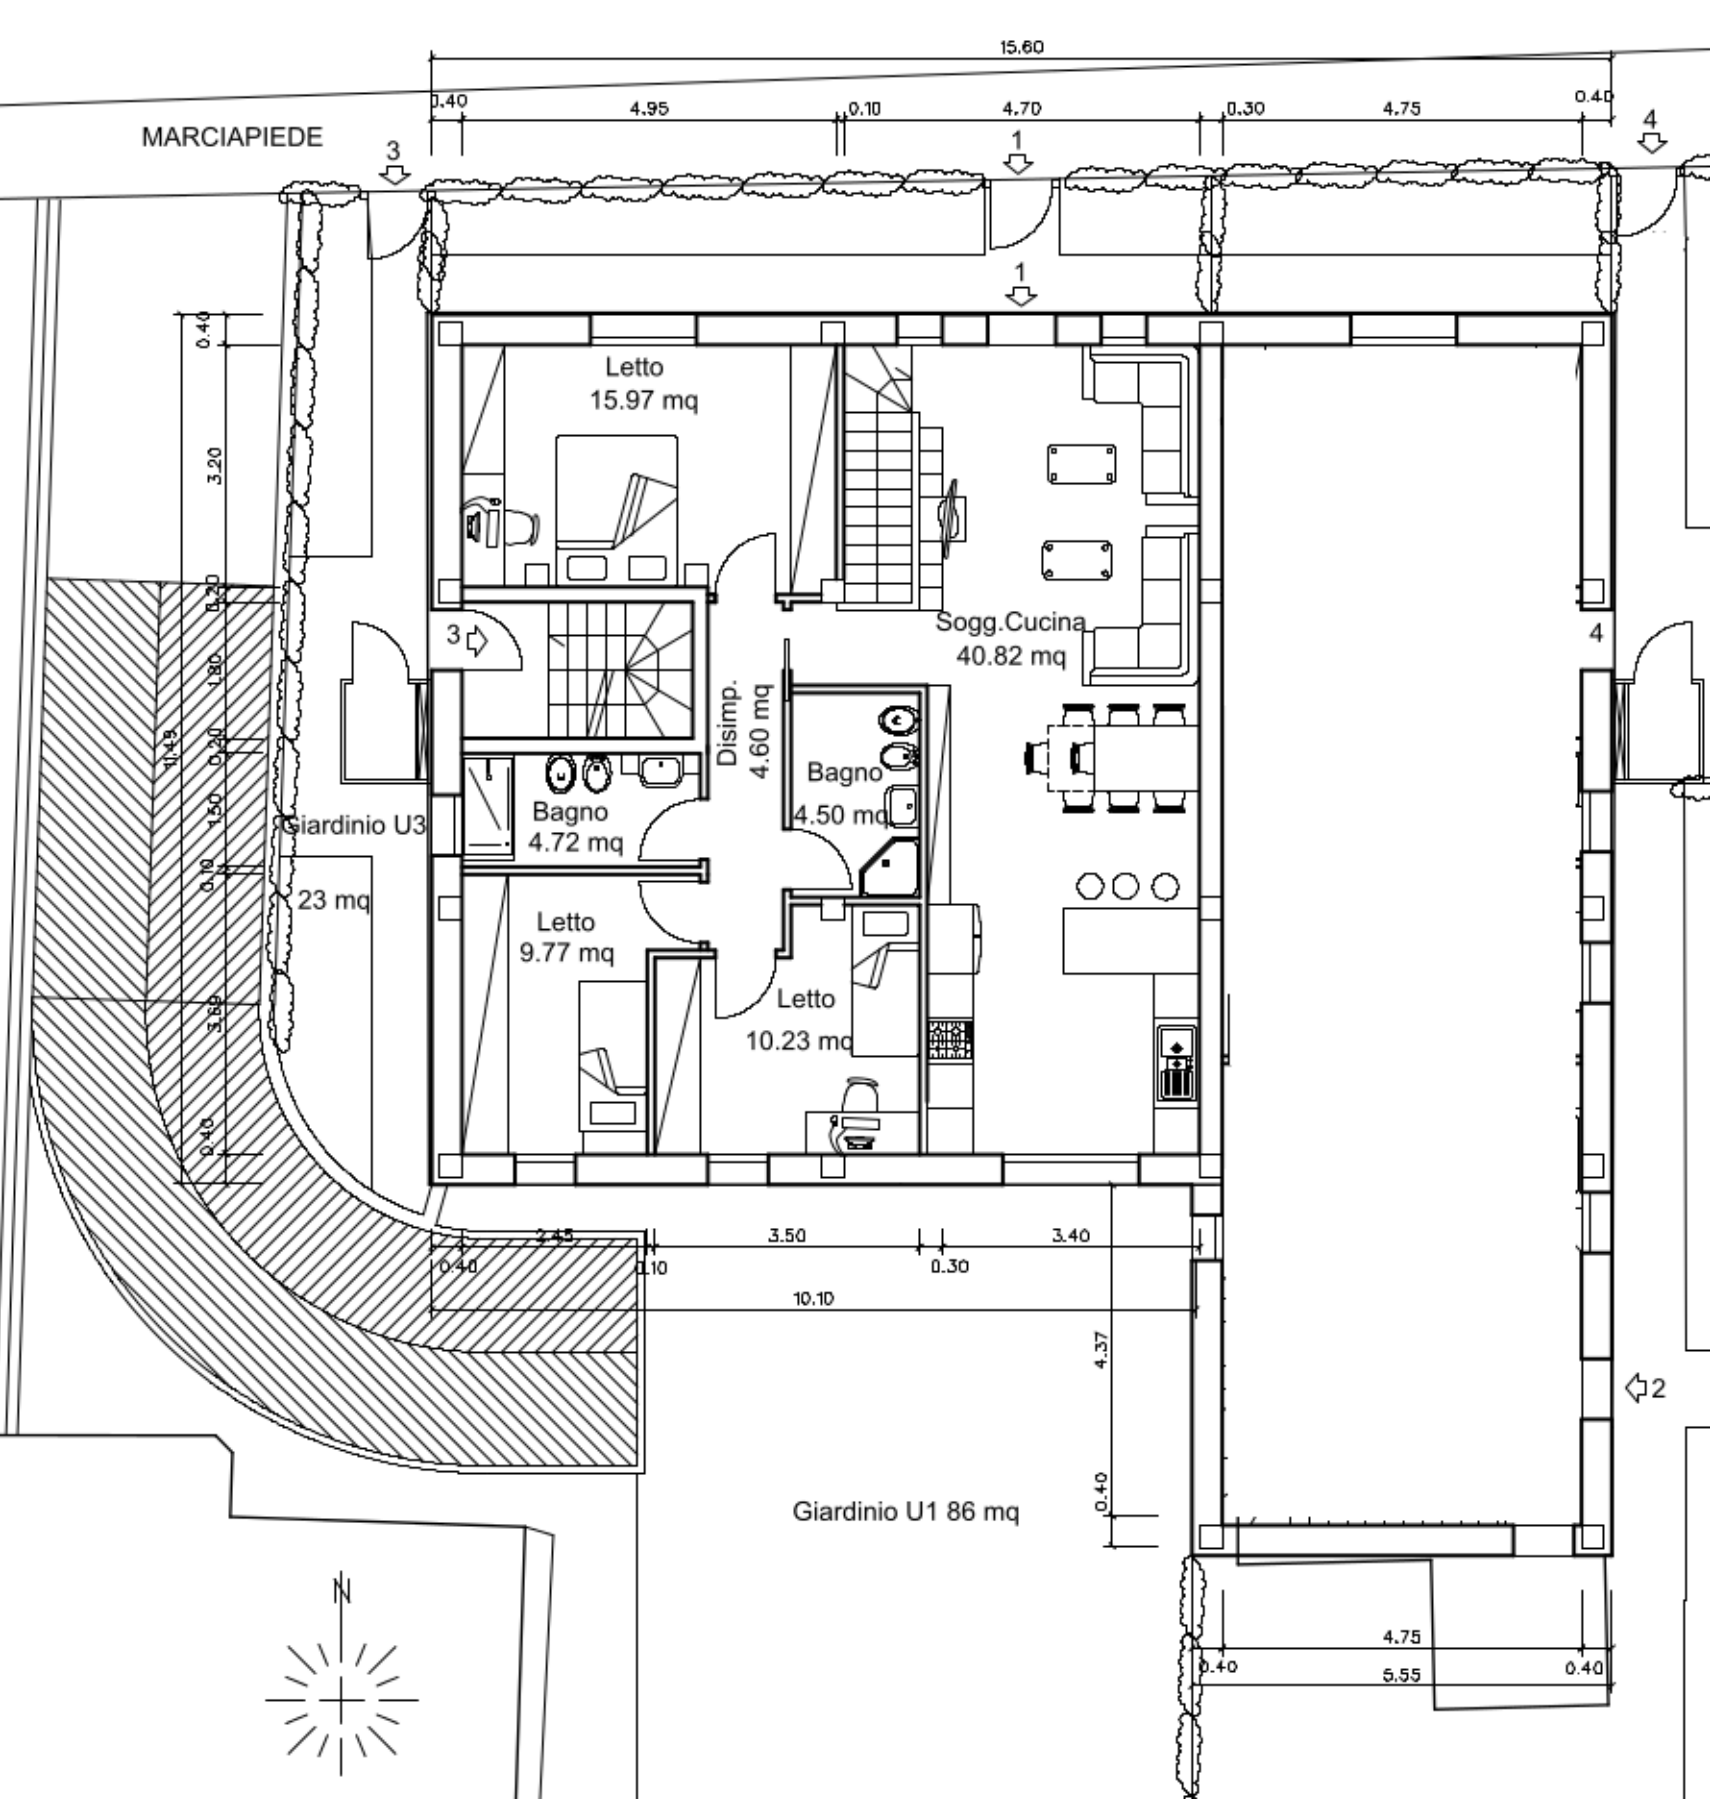 15.60
0.40 4.95 0.10 4.70 0.30 4.75 0.40
MARCIAPIEDE
3
1
4
1
0.40
3.20
0.20
1.80
0.20
1.50
0.10
3.69
0.40
11.49
Letto
15.97 mq
3
Sogg.Cucina
40.82 mq
4
Disimp.
4.60 mq
Bagno
4.50 mq
Bagno
4.72 mq
Giardinio U3
23 mq
Letto
9.77 mq
Letto
10.23 mq
2.45 3.50 3.40
0.40 0.10 0.30
10.10
4.37
0.40
2
Giardinio U1 86 mq
N
4.75
0.40 0.40
5.55